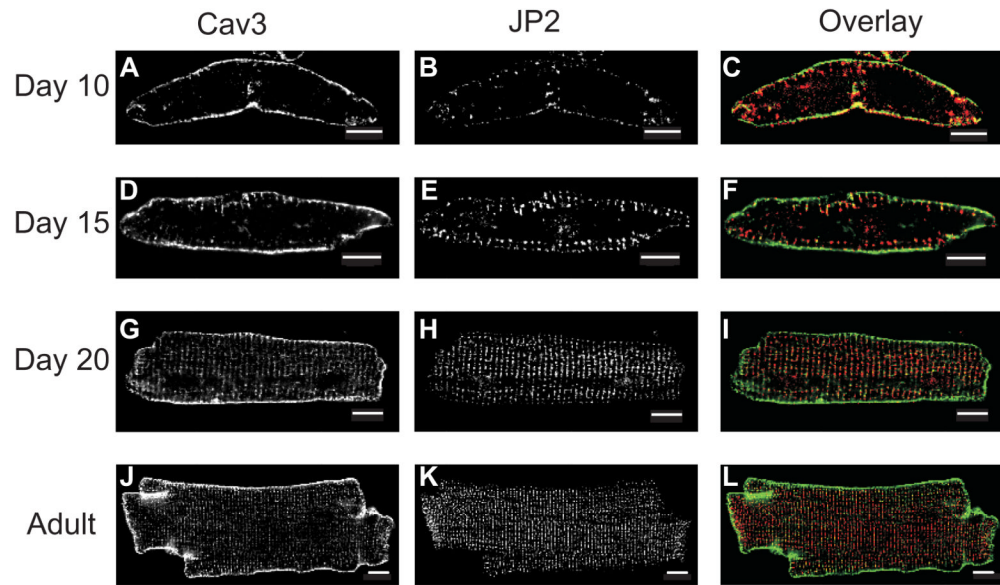 Cav3 JP2 Overlay
Day 10 A B C
Day 15 D E F
Day 20 G H I
Adult J K L